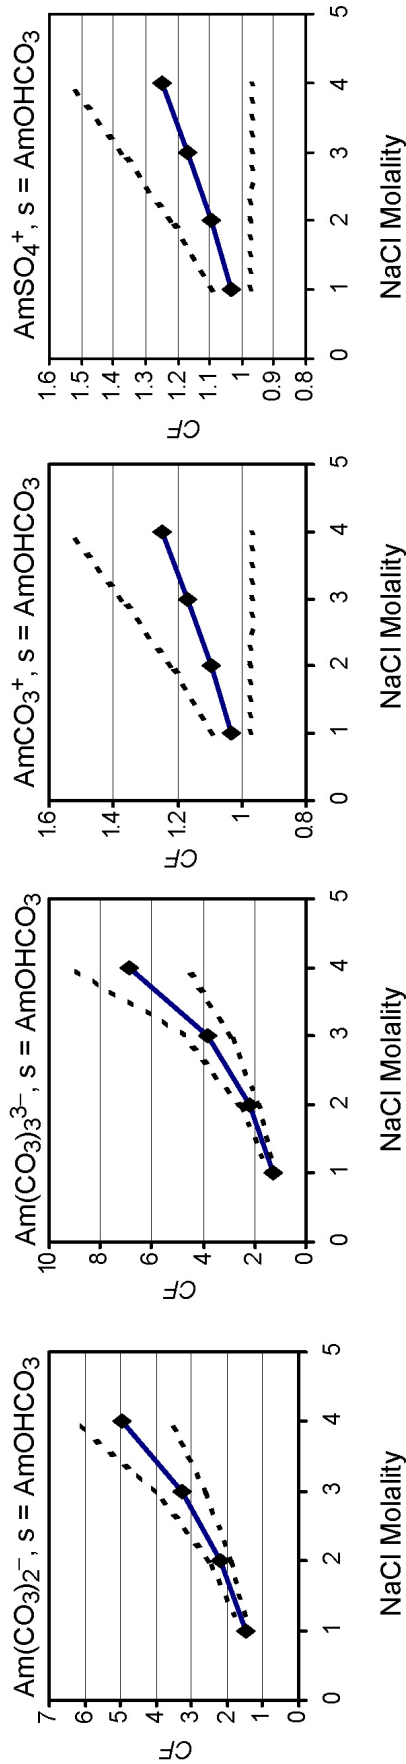 Am(CO₃)₂⁻, s = AmOHCO₃
CF
7
6
5
4
3
2
1
0
0 1 2 3 4 5
NaCl Molality
Am(CO₃)₃³⁻, s = AmOHCO₃
CF
10
8
6
4
2
0
0 1 2 3 4 5
NaCl Molality
AmCO₃⁺, s = AmOHCO₃
CF
1.6
1.4
1.2
1
0.8
0 1 2 3 4 5
NaCl Molality
AmSO₄⁺, s = AmOHCO₃
CF
1.6
1.5
1.4
1.3
1.2
1.1
1
0.9
0.8
0 1 2 3 4 5
NaCl Molality